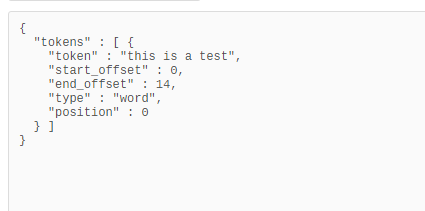 {
  "tokens" : [ {
    "token" : "this is a test",
    "start_offset" : 0,
    "end_offset" : 14,
    "type" : "word",
    "position" : 0
  } ]
}